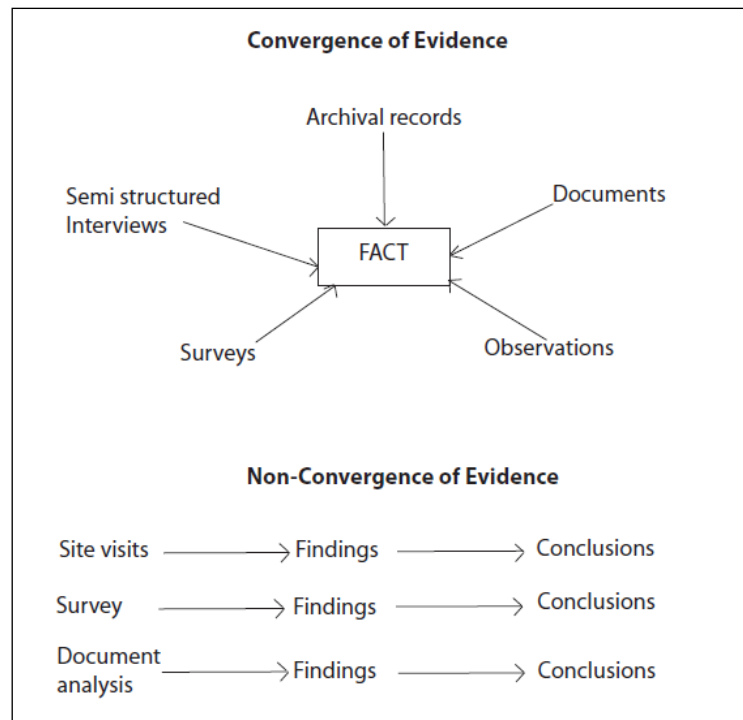 Convergence of Evidence
Archival records
Semi structured
Interviews
Documents
FACT
Surveys
Observations
Non-Convergence of Evidence
Site visits Findings Conclusions
Survey Findings Conclusions
Document
analysis Findings Conclusions